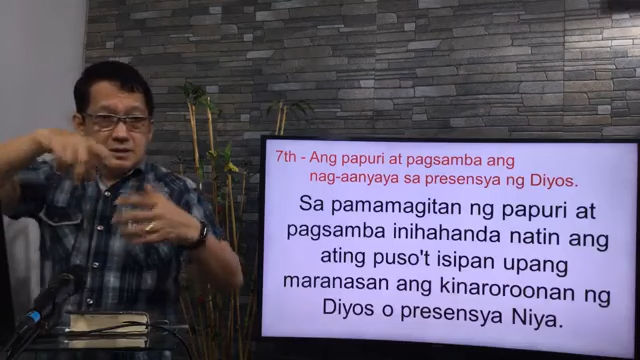 7th - Ang papuri at pagsamba ang
nag-aanyaya sa presensya ng Diyos.
Sa pamamagitan ng papuri at
pagsamba inihahanda natin ang
ating puso't isipan upang
maranasan ang kinaroroonan ng
Diyos o presensya Niya.